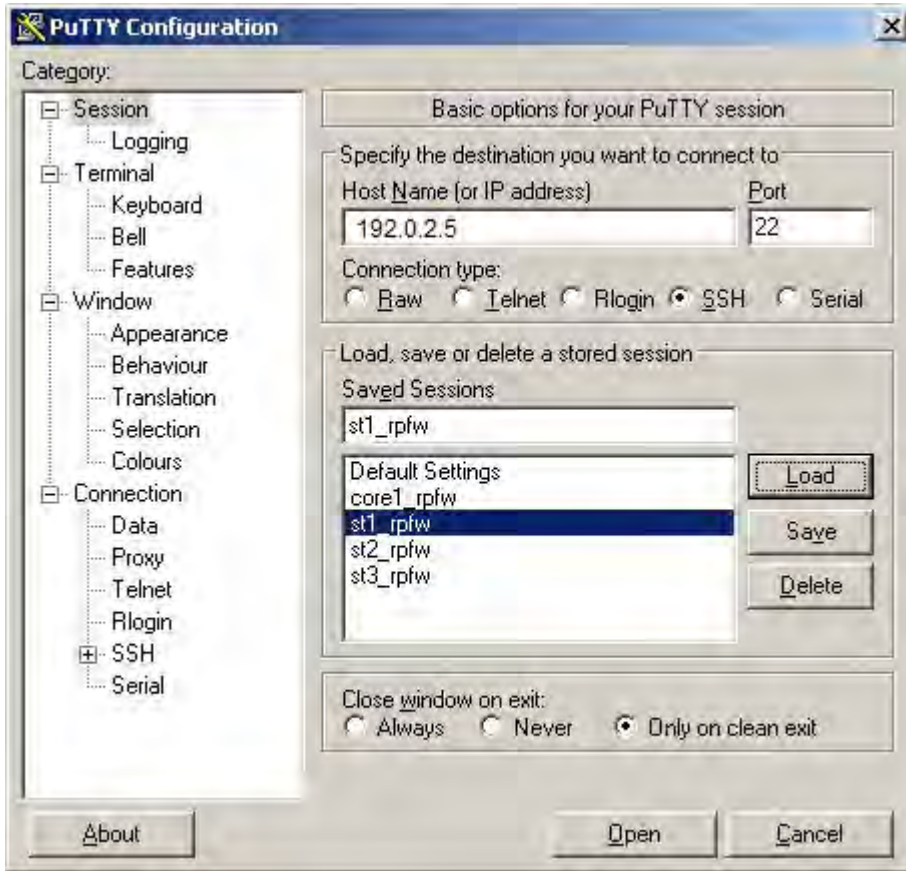 PuTTY Configuration
Category:
Session
Logging
Terminal
Keyboard
Bell
Features
Window
Appearance
Behaviour
Translation
Selection
Colours
Connection
Data
Proxy
Telnet
Rlogin
SSH
Serial
Basic options for your PuTTY session
Specify the destination you want to connect to
Host Name (or IP address) Port
192.0.2.5 22
Connection type:
Raw Telnet Rlogin SSH Serial
Load, save or delete a stored session
Saved Sessions
st1_rpfw
Default Settings
core1_rpfw
st1_rpfw
st2_rpfw
st3_rpfw
Load
Save
Delete
Close window on exit:
Always Never Only on clean exit
About Open Cancel